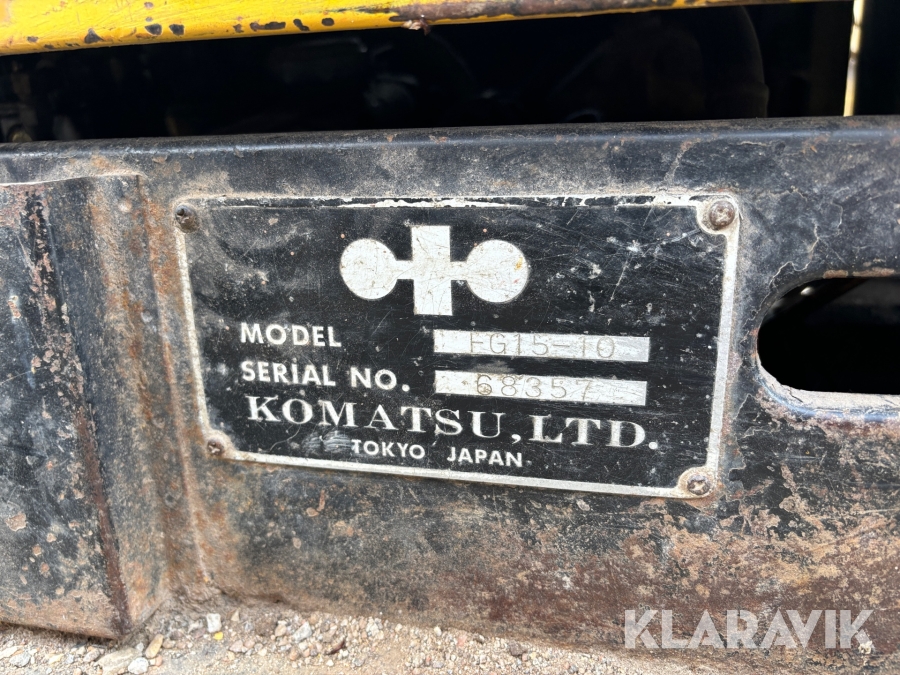 MODEL FG15-10
SERIAL NO. 68357
KOMATSU, LTD.
TOKYO JAPAN
KLARAVIK